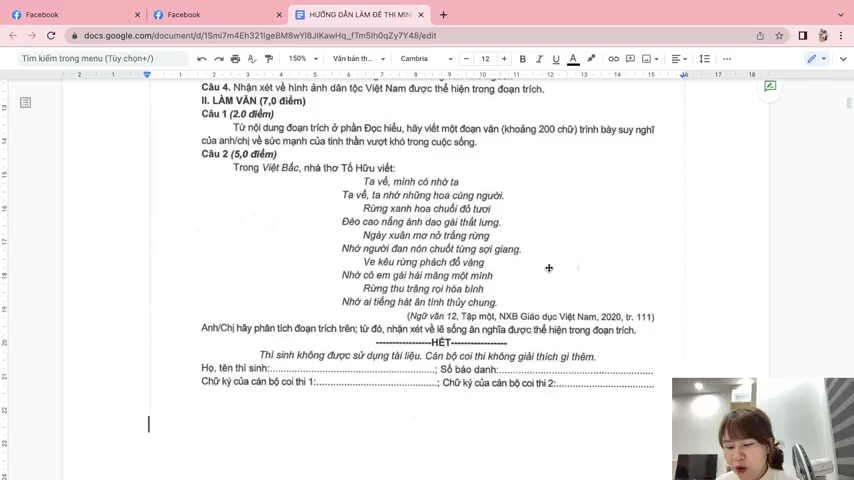 Facebook
Facebook
HƯỚNG DẪN LÀM ĐỀ THI MIN
docs.google.com/document/d/1Smi7m4Eh321lgeBM8wYl8JIKawHq_fTm5Ih0qZy7Y48/edit
Tìm kiếm trong menu (Tùy chọn+/)
150%
Văn bản th...
Cambria
12
Câu 4. Nhận xét về hình ảnh dân tộc Việt Nam được thể hiện trong đoạn trích.
II. LÀM VĂN (7,0 điểm)
Câu 1 (2.0 điểm)
Từ nội dung đoạn trích ở phần Đọc hiểu, hãy viết một đoạn văn (khoảng 200 chữ) trình bày suy nghĩ
của anh/chị về sức mạnh của tinh thần vượt khó trong cuộc sống.
Câu 2 (5,0 điểm)
Trong Việt Bắc, nhà thơ Tố Hữu viết:
Ta về, mình có nhớ ta
Ta về, ta nhớ những hoa cùng người.
Rừng xanh hoa chuối đỏ tươi
Đèo cao nắng ánh dao gài thắt lưng.
Ngày xuân mơ nở trắng rừng
Nhớ người đan nón chuốt từng sợi giang.
Ve kêu rừng phách đổ vàng
Nhớ cô em gái hái măng một mình
Rừng thu trăng rọi hòa bình
Nhớ ai tiếng hát ân tình thủy chung.
(Ngữ văn 12, Tập một, NXB Giáo dục Việt Nam, 2020, tr. 111)
Anh/Chị hãy phân tích đoạn trích trên; từ đó, nhận xét về lẽ sống ân nghĩa được thể hiện trong đoạn trích.
-----------------HẾT-----------------
Thí sinh không được sử dụng tài liệu. Cán bộ coi thi không giải thích gì thêm.
Họ, tên thí sinh:...................................................; Số báo danh:...............................................
Chữ ký của cán bộ coi thi 1:.....................................; Chữ ký của cán bộ coi thi 2:..............................